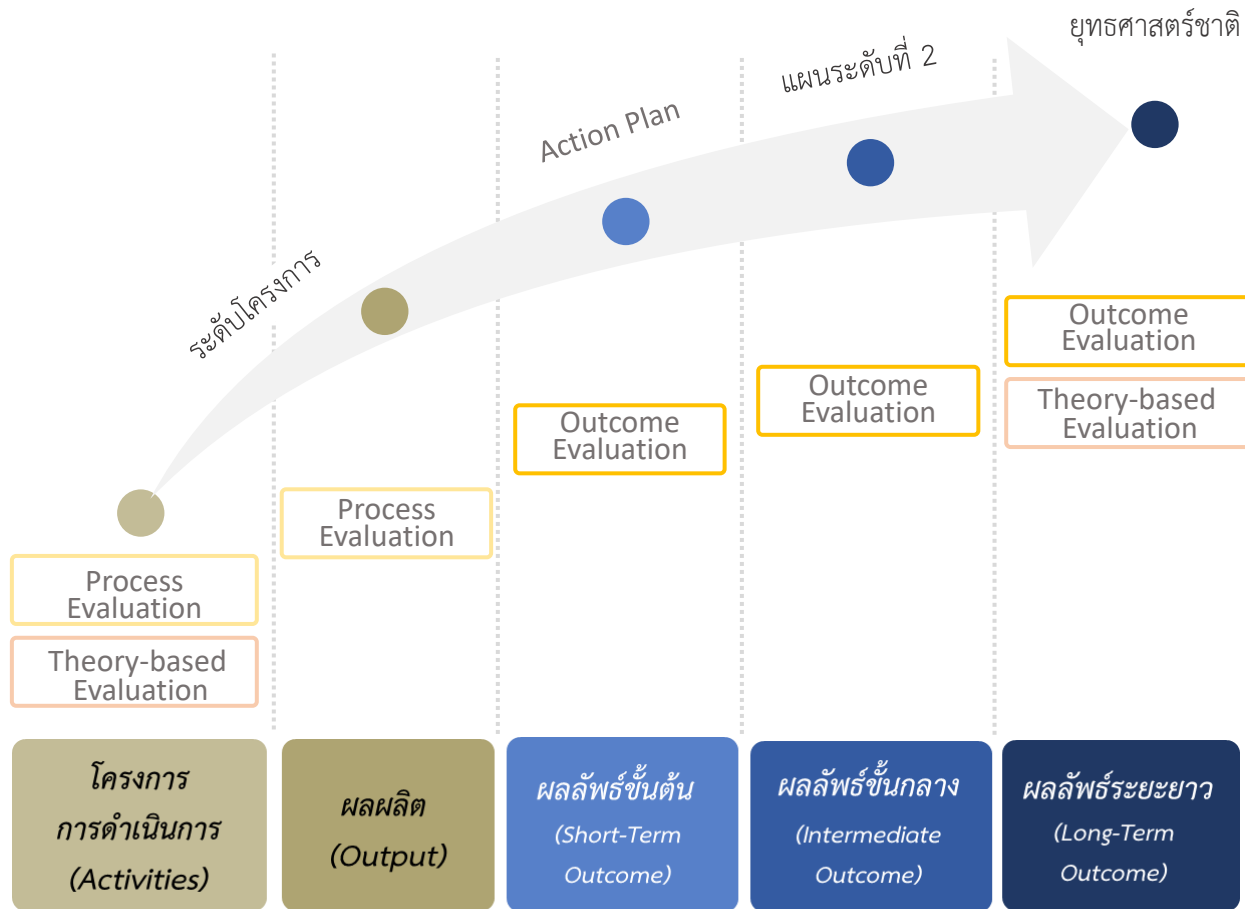 ยุทธศาสตร์ชาติ
แผนระดับที่ 2
Action Plan
ระดับโครงการ
Outcome
Evaluation
Theory-based
Evaluation
Outcome
Evaluation
Outcome
Evaluation
Process
Evaluation
Process
Evaluation
Theory-based
Evaluation
โครงการ
การดำเนินการ
(Activities)
ผลผลิต
(Output)
ผลลัพธ์ขั้นต้น
(Short-Term
Outcome)
ผลลัพธ์ขั้นกลาง
(Intermediate
Outcome)
ผลลัพธ์ระยะยาว
(Long-Term
Outcome)